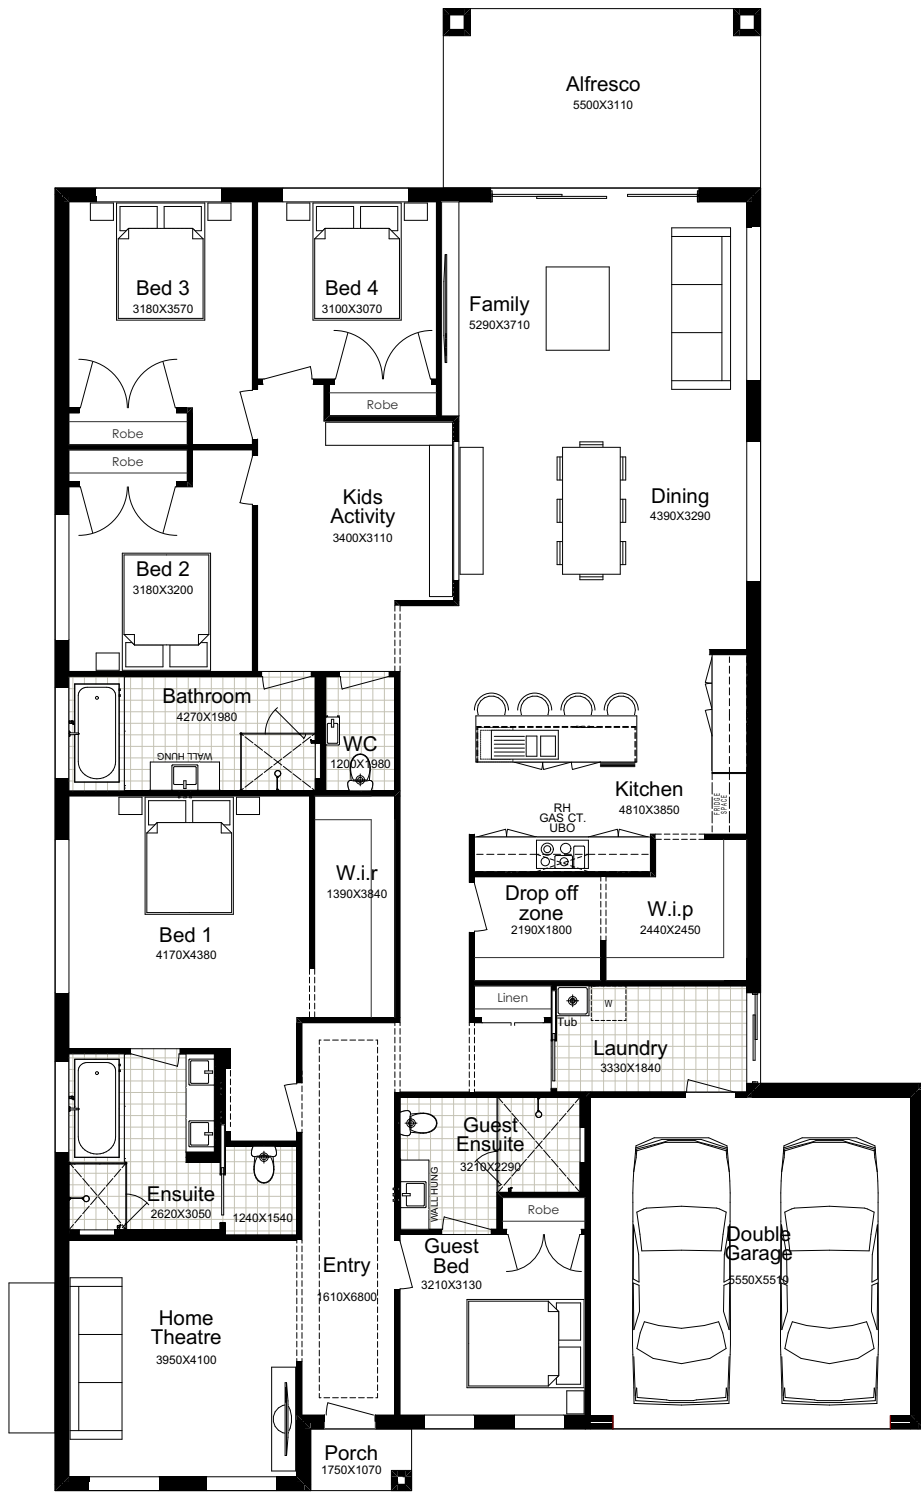 Alfresco
5500X3110
Bed 3
3180X3570
Bed 4
3100X3070
Family
5290X3710
Robe
Robe
Robe
Kids
Activity
3400X3110
Dining
4390X3290
Bed 2
3180X3200
Bathroom
4270X1980
WALL HUNG
WC
1200X1980
Kitchen
4810X3850
FRIDGE
SPACE
RH
GAS CT.
UBO
W.i.r
1390X3840
Drop off
zone
2190X1800
W.i.p
2440X2450
Bed 1
4170X4380
Linen
Tub
W
Laundry
3330X1840
Guest
Ensuite
3210X2290
WALL HUNG
Ensuite
2620X3050
1240X1540
Robe
Guest
Bed
3210X3130
Double
Garage
5550X5510
Entry
1610X6800
Home
Theatre
3950X4100
Porch
1750X1070